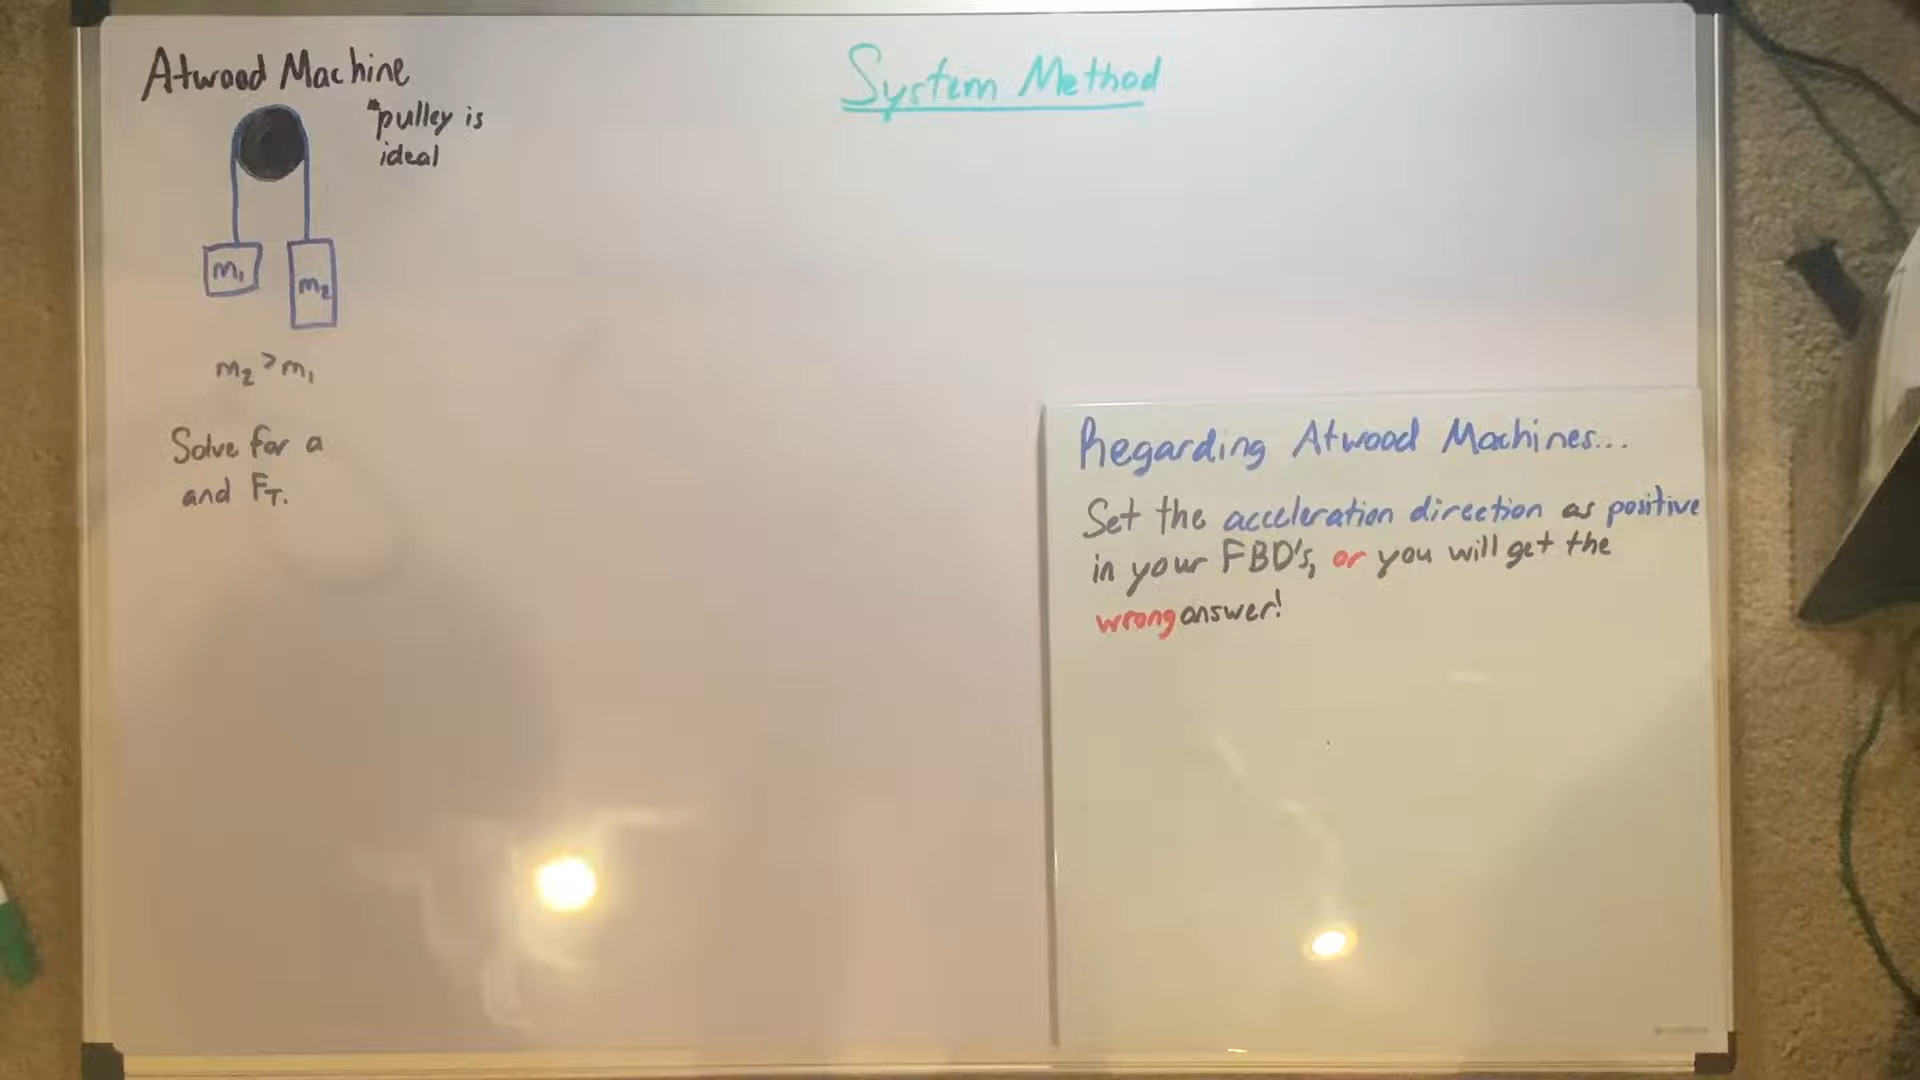 Atwood Machine
*pulley is
ideal
m₁
m₂
m₂ > m₁
Solve for a
and F_T.
System Method
Regarding Atwood Machines...
Set the acceleration direction as positive
in your FBD's, or you will get the
wrong answer!